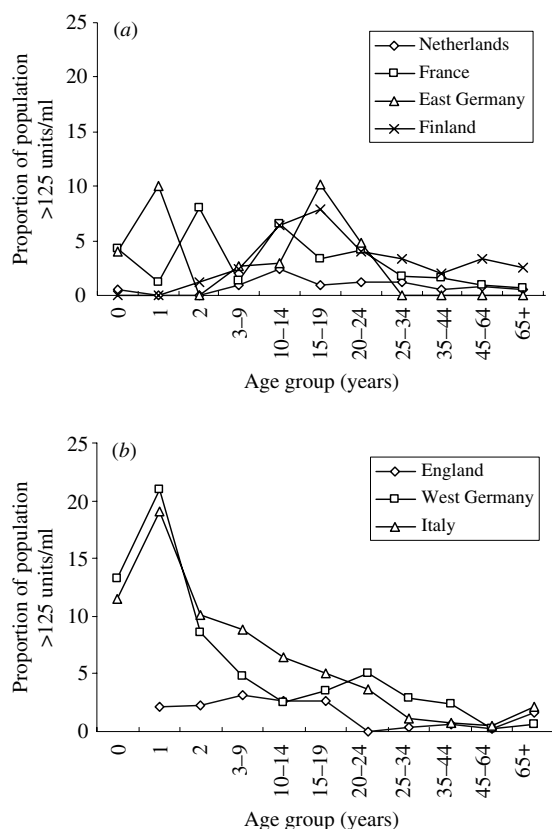 (a)
Netherlands
France
East Germany
Finland
Proportion of population
>125 units/ml
25
20
15
10
5
0
0
1
2
3–9
10–14
15–19
20–24
25–34
35–44
45–64
65+
Age group (years)
(b)
England
West Germany
Italy
Proportion of population
>125 units/ml
25
20
15
10
5
0
0
1
2
3–9
10–14
15–19
20–24
25–34
35–44
45–64
65+
Age group (years)